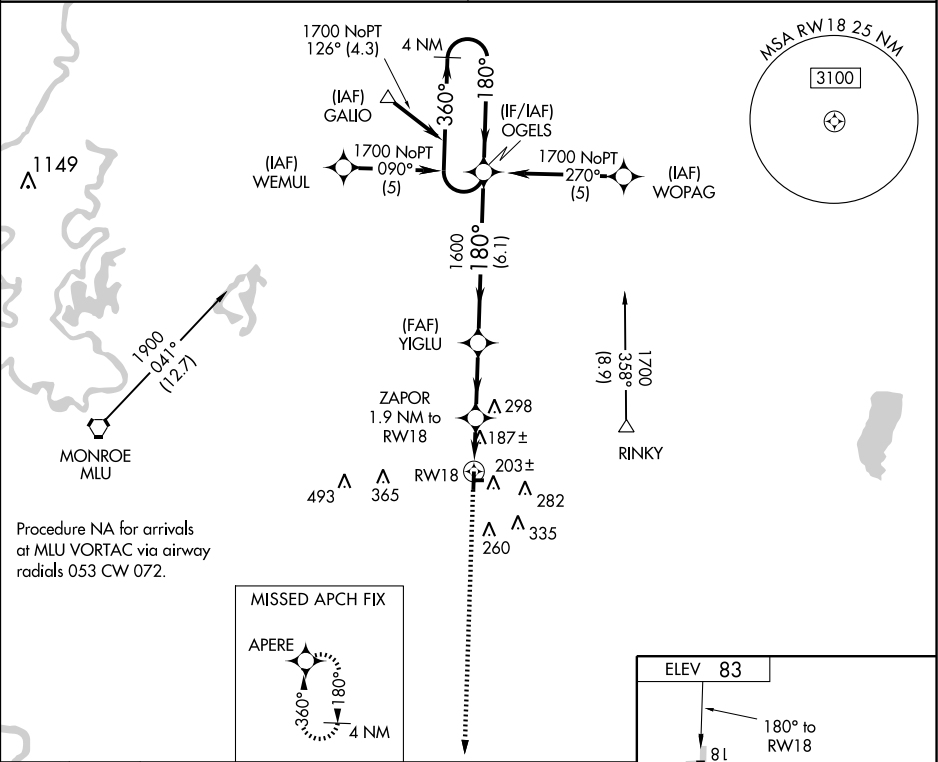 1700 NoPT
126° (4.3)
4 NM
360°
180°
(IAF)
GALIO
(IF/IAF)
OGELS
(IAF)
WEMUL
1700 NoPT
090°
(5)
1700 NoPT
270°
(5)
(IAF)
WOPAG
MSA RW18 25 NM
3100
1149
1600
180°
(6.1)
(FAF)
YIGLU
1900
041°
(12.7)
MONROE
MLU
1700
358°
(8.9)
RINKY
ZAPOR
1.9 NM to
RW18
298
187±
RW18
203±
493
365
282
260
335
Procedure NA for arrivals
at MLU VORTAC via airway
radials 053 CW 072.
MISSED APCH FIX
APERE
360°
180°
4 NM
ELEV 83
180° to
RW18
18